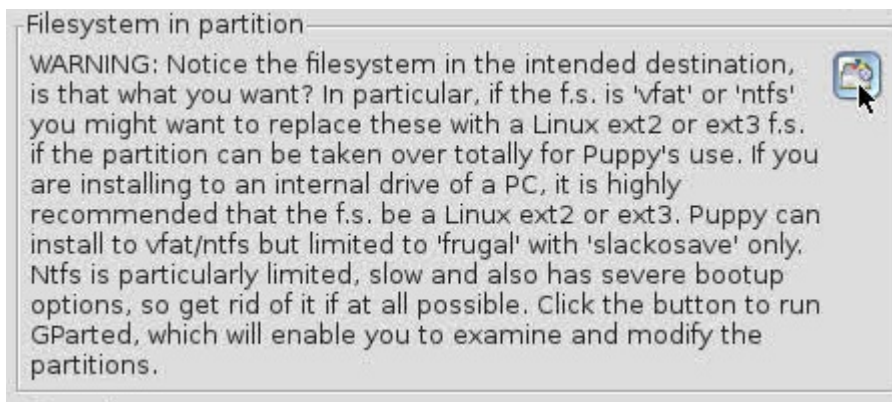 Filesystem in partition
WARNING: Notice the filesystem in the intended destination,
is that what you want? In particular, if the f.s. is 'vfat' or 'ntfs'
you might want to replace these with a Linux ext2 or ext3 f.s.
if the partition can be taken over totally for Puppy's use. If you
are installing to an internal drive of a PC, it is highly
recommended that the f.s. be a Linux ext2 or ext3. Puppy can
install to vfat/ntfs but limited to 'frugal' with 'slackosave' only.
Ntfs is particularly limited, slow and also has severe bootup
options, so get rid of it if at all possible. Click the button to run
GParted, which will enable you to examine and modify the
partitions.